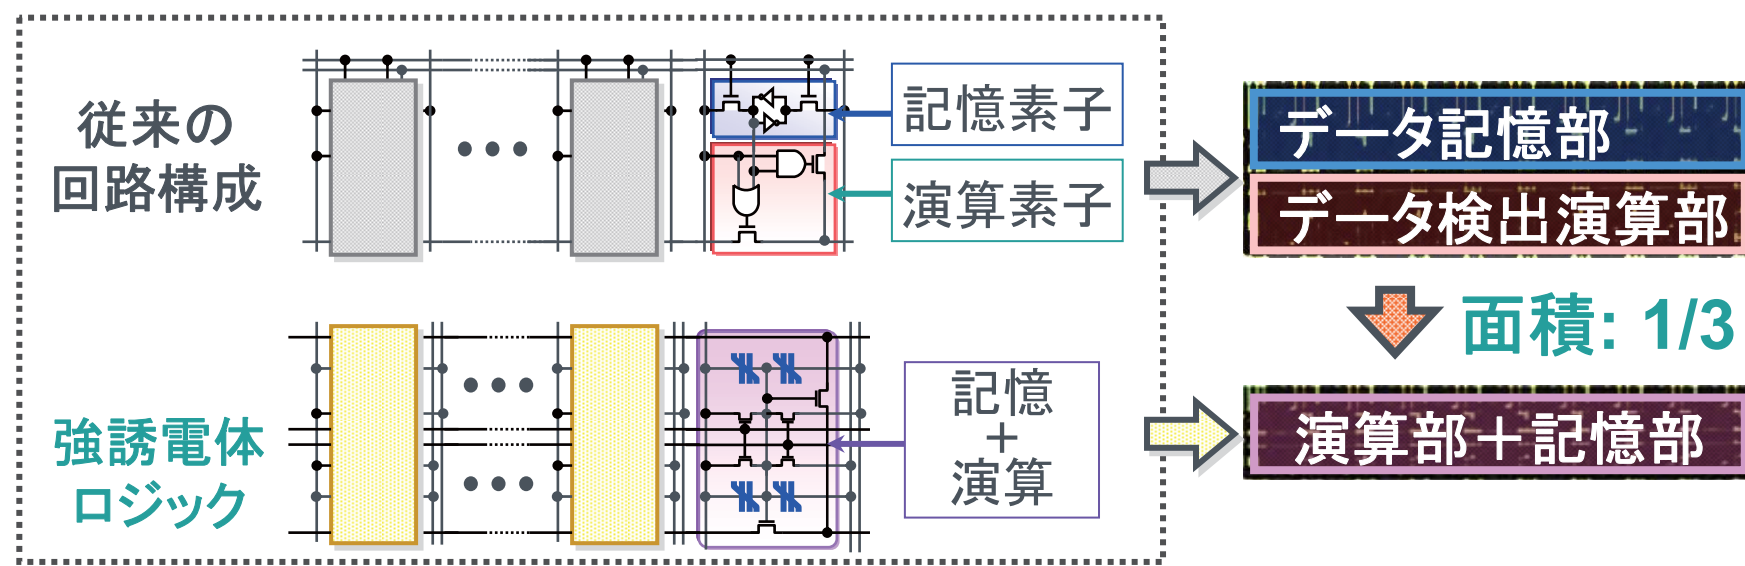 従来の
回路構成
記憶素子
演算素子
データ記憶部
データ検出演算部
面積: 1/3
強誘電体
ロジック
記憶
+
演算
演算部＋記憶部